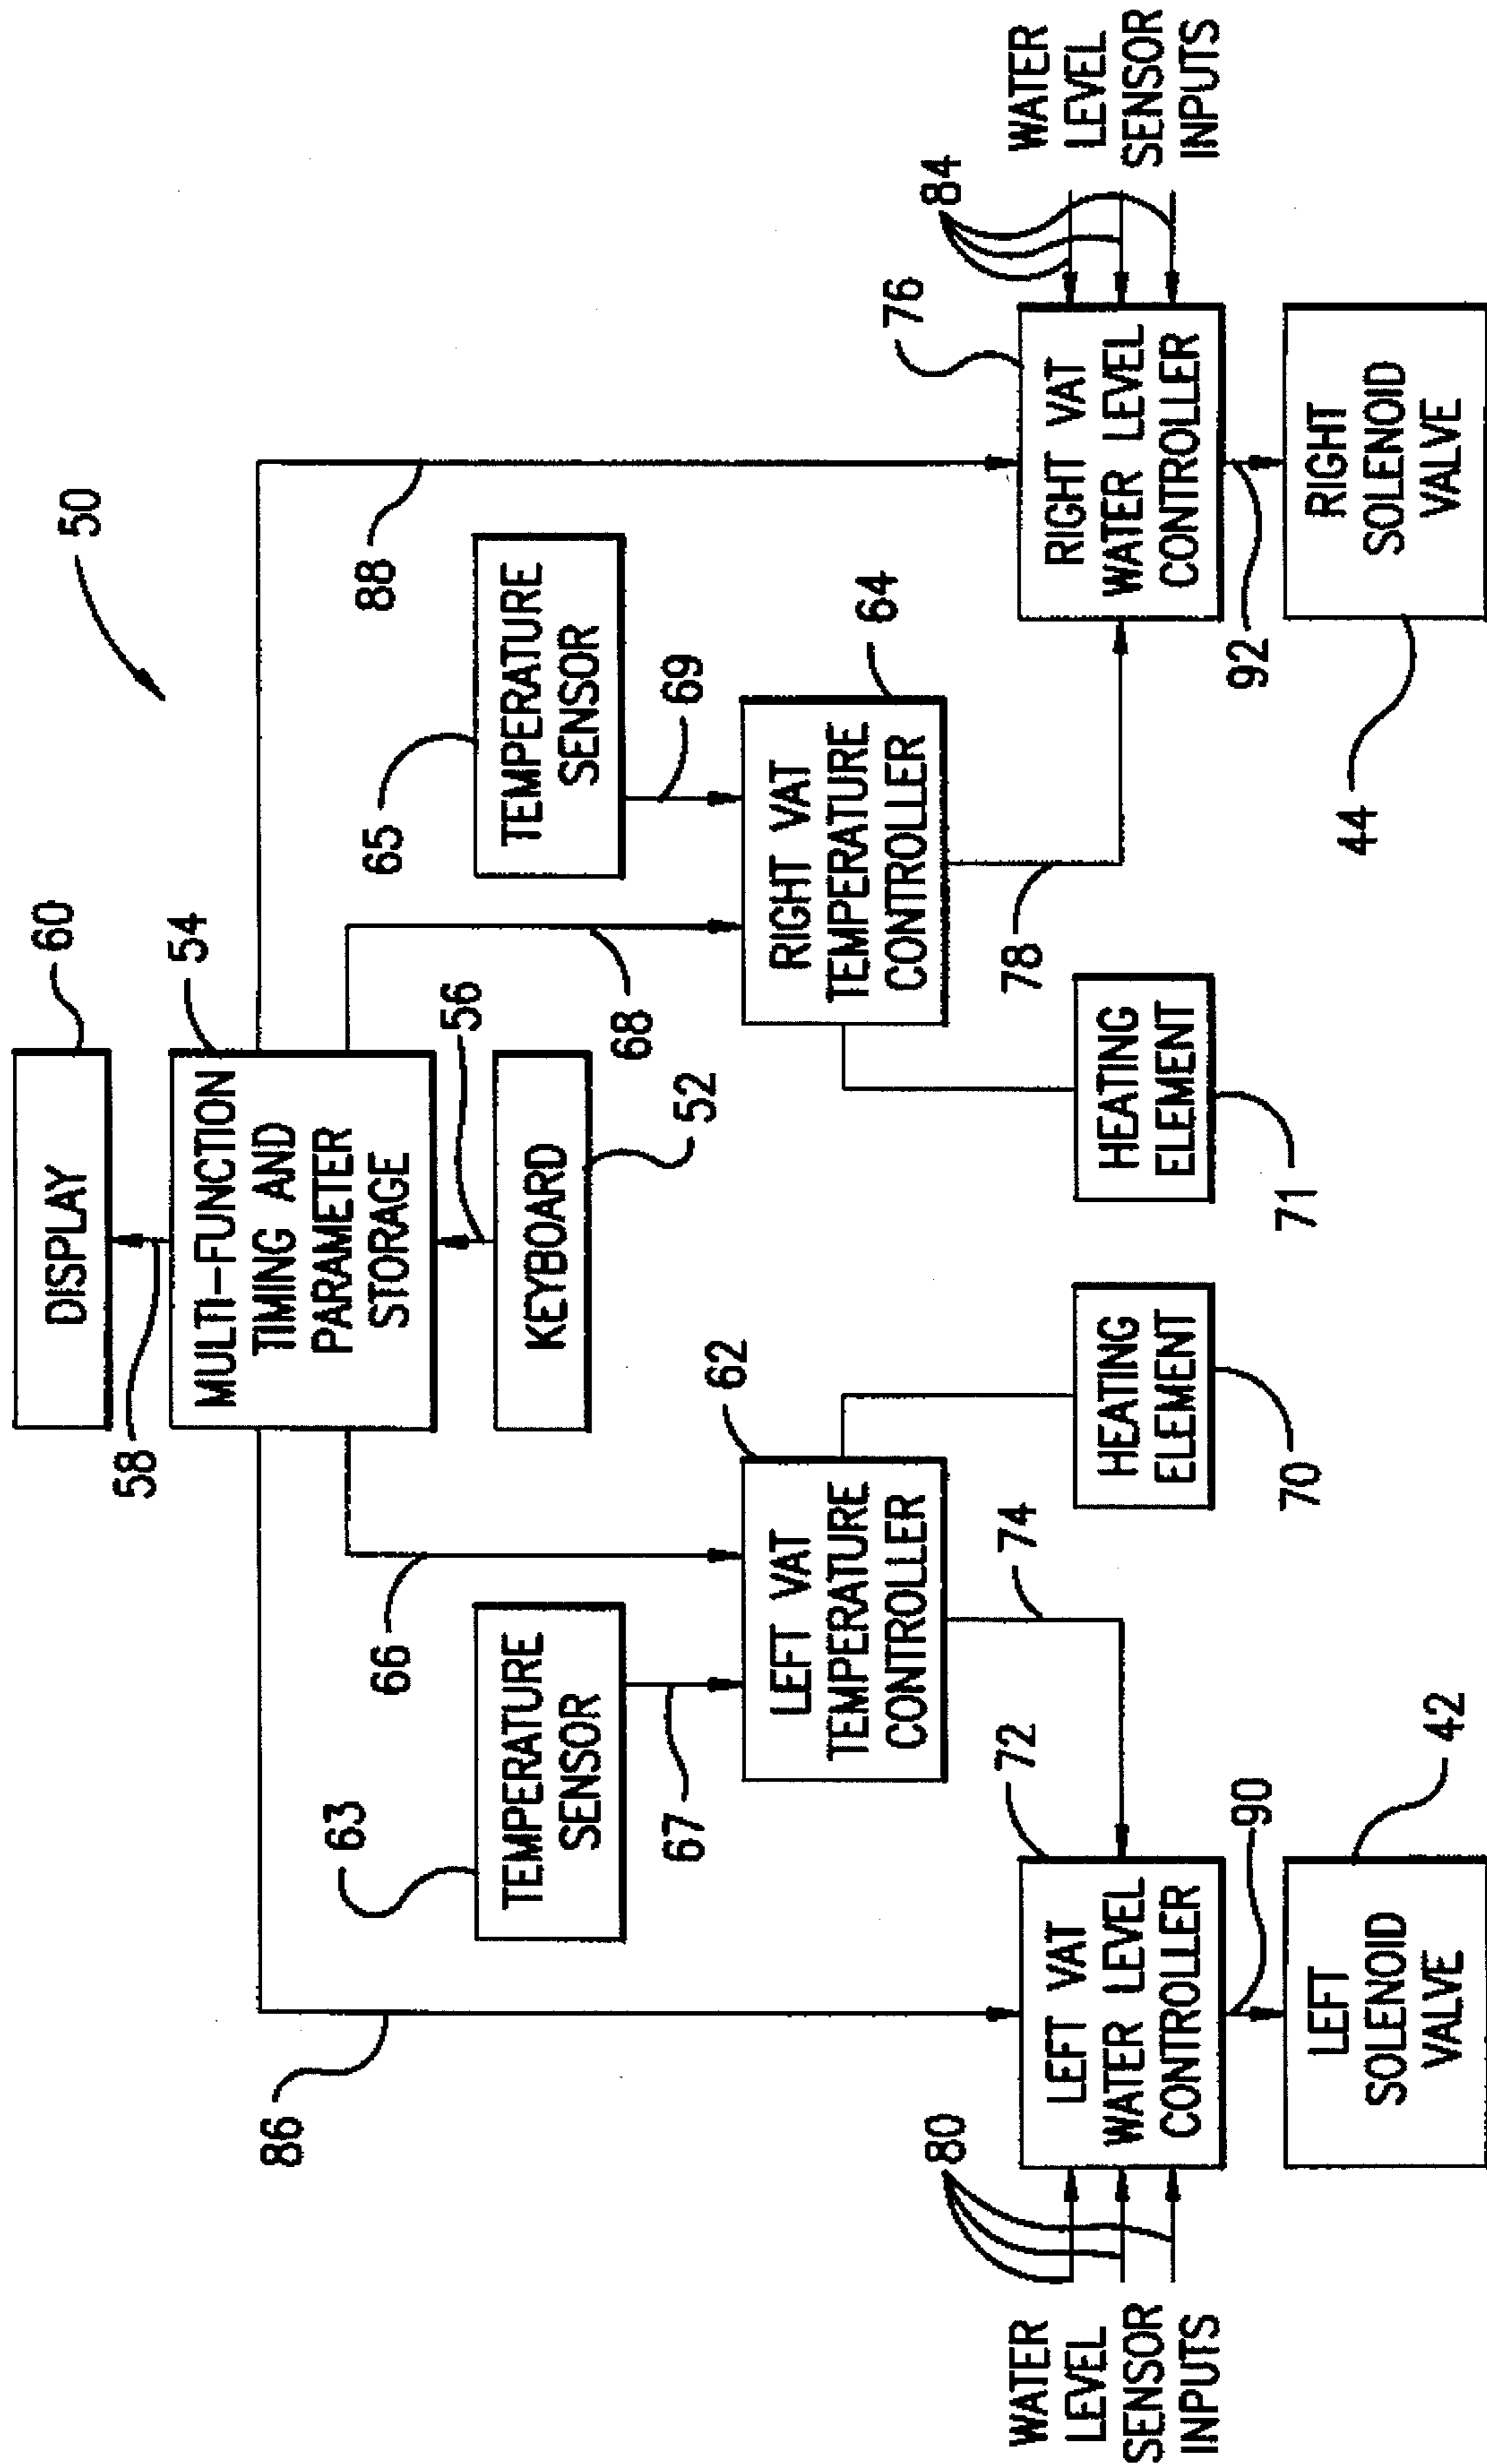 50
60
DISPLAY
58
54
MULTI-FUNCTION
TIMING AND
PARAMETER
STORAGE
56
KEYBOARD
52
86
66
68
88
63
TEMPERATURE
SENSOR
67
65
TEMPERATURE
SENSOR
69
62
LEFT VAT
TEMPERATURE
CONTROLLER
64
RIGHT VAT
TEMPERATURE
CONTROLLER
74
78
HEATING
ELEMENT
70
HEATING
ELEMENT
71
WATER
LEVEL
SENSOR
INPUTS
80
72
LEFT VAT
WATER LEVEL
CONTROLLER
90
LEFT
SOLENOID
VALVE
42
76
RIGHT VAT
WATER LEVEL
CONTROLLER
84
WATER
LEVEL
SENSOR
INPUTS
92
RIGHT
SOLENOID
VALVE
44